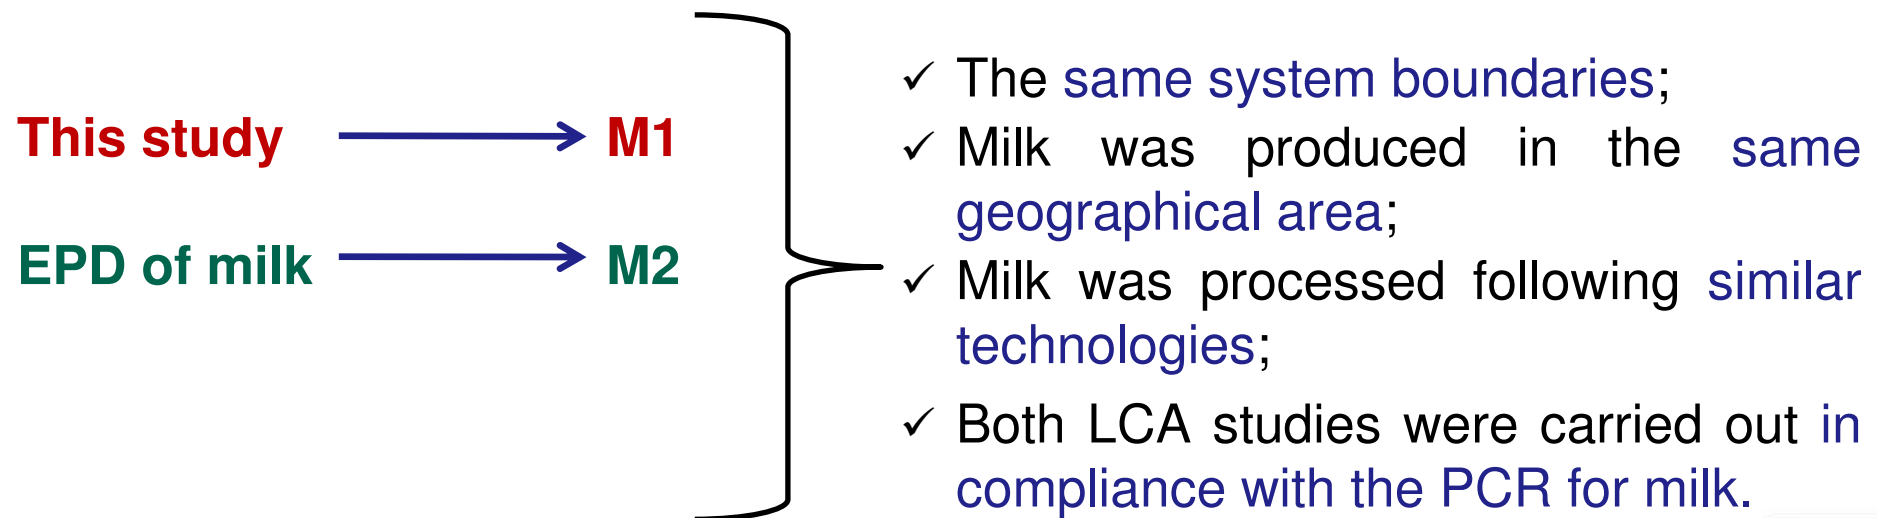 This study
M1
EPD of milk
M2
✓ The same system boundaries;
✓ Milk was produced in the same
geographical area;
✓ Milk was processed following similar
technologies;
✓ Both LCA studies were carried out in
compliance with the PCR for milk.